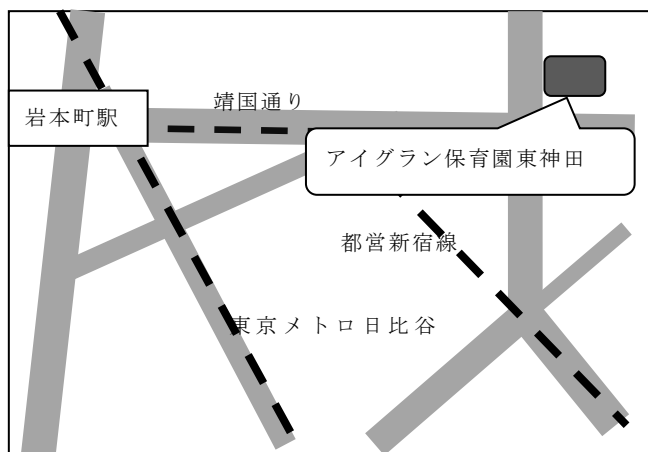 靖国通り
岩本町駅
アイグラン保育園東神田
都営新宿線
東京メトロ日比谷